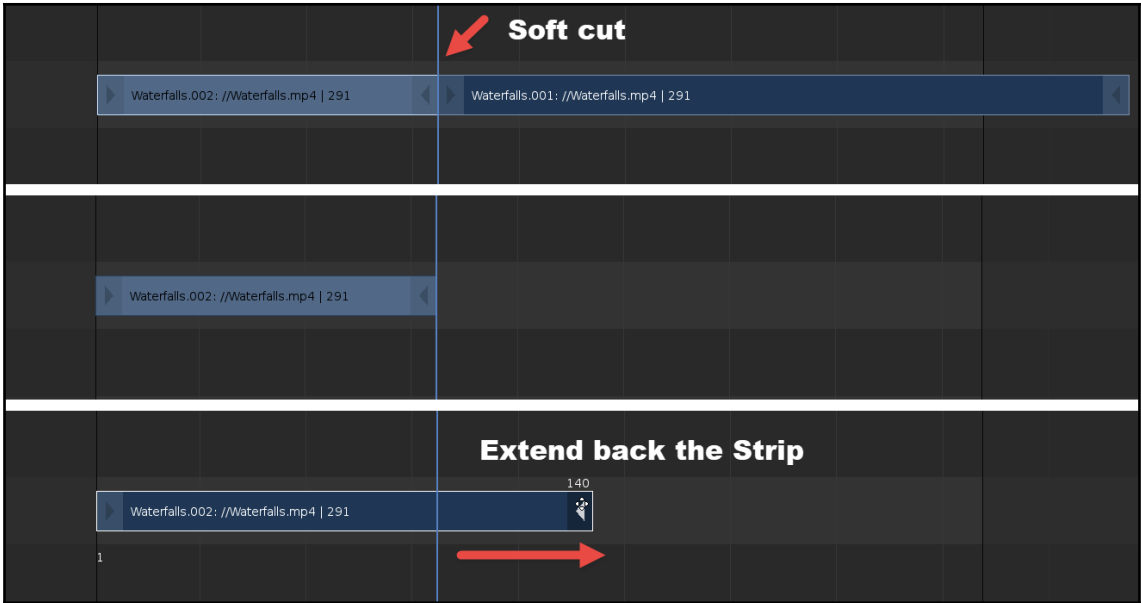 Soft cut
Waterfalls.002: //Waterfalls.mp4 | 291
Waterfalls.001: //Waterfalls.mp4 | 291
Waterfalls.002: //Waterfalls.mp4 | 291
Extend back the Strip
140
Waterfalls.002: //Waterfalls.mp4 | 291
1